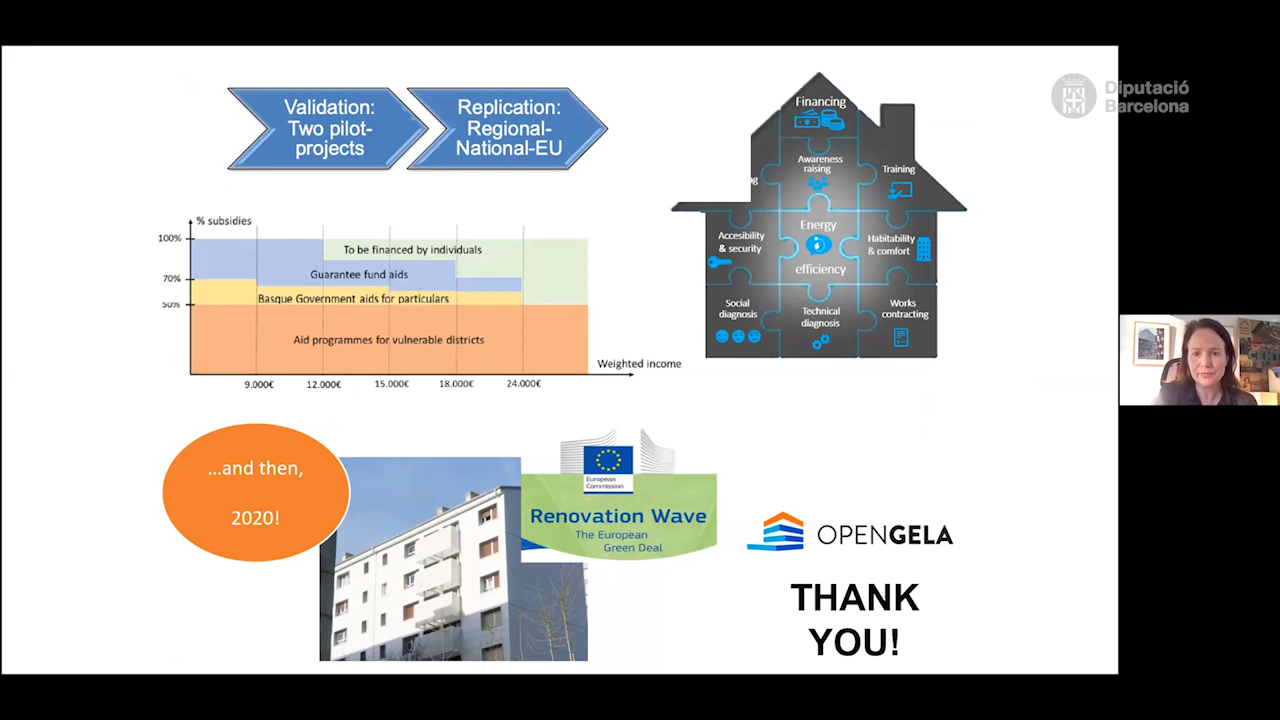 Validation:
Two pilot-
projects
Replication:
Regional-
National-EU
Diputació
Barcelona
% subsidies
100%
70%
50%
To be financed by individuals
Guarantee fund aids
Basque Government aids for particulars
Aid programmes for vulnerable districts
Weighted income
9.000€
12.000€
15.000€
18.000€
24.000€
Financing
Awareness
raising
Training
Accesibility
& security
Energy
efficiency
Habitability
& comfort
Social
diagnosis
Technical
diagnosis
Works
contracting
...and then,
2020!
European
Commission
Renovation Wave
The European
Green Deal
OPENGELA
THANK
YOU!